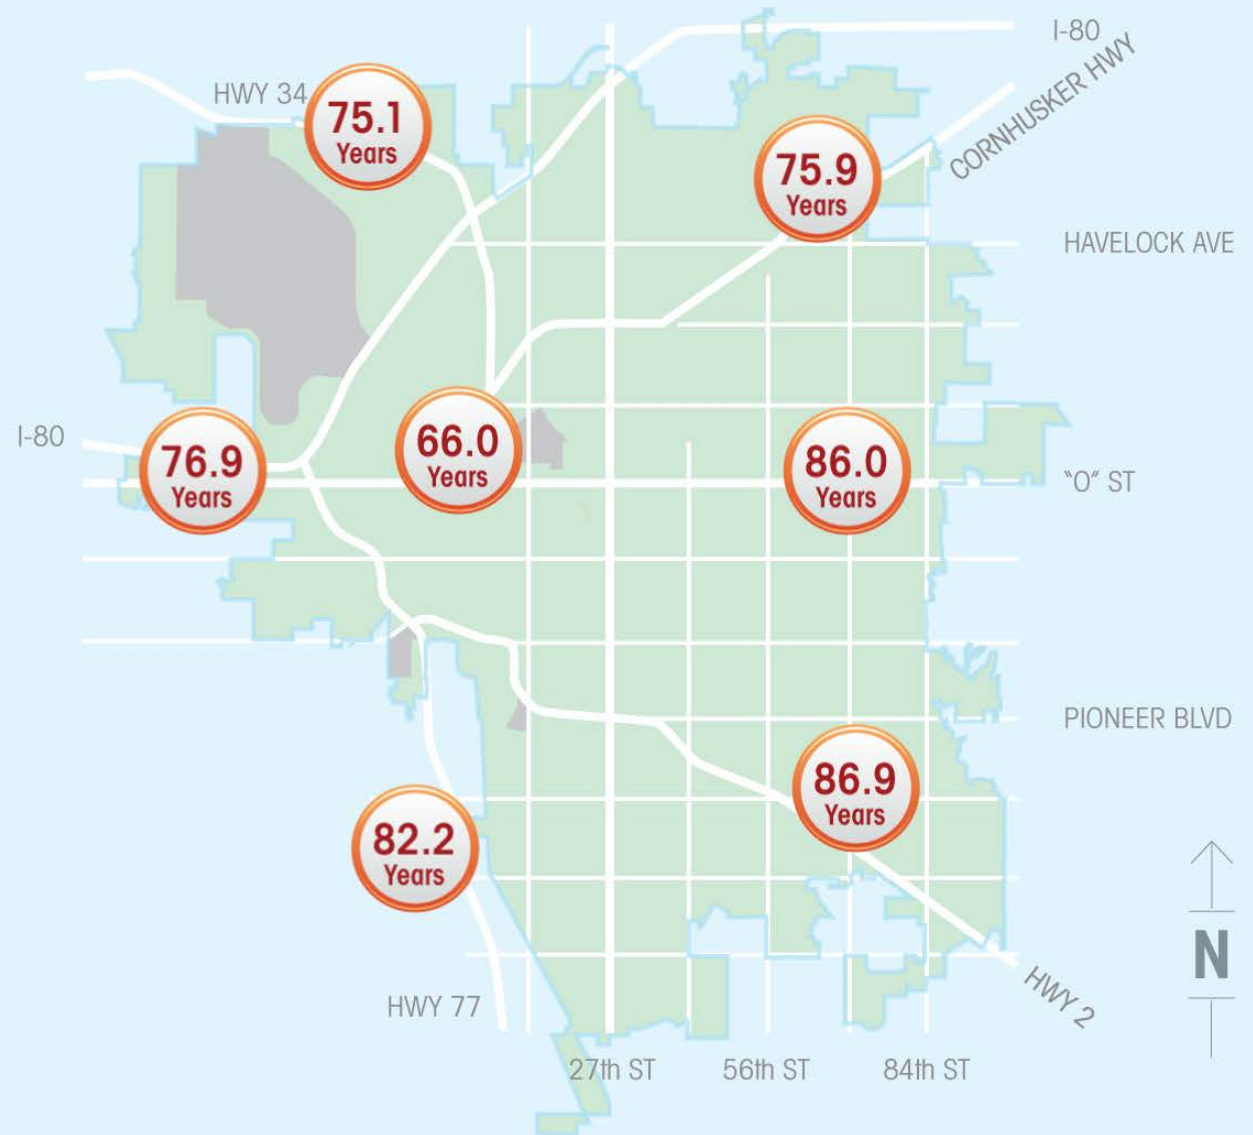 I-80
CORNHUSKER HWY
HWY 34
75.1
Years
75.9
Years
HAVELOCK AVE
I-80
76.9
Years
66.0
Years
86.0
Years
"O" ST
PIONEER BLVD
86.9
Years
82.2
Years
N
HWY 77
HWY 2
27th ST
56th ST
84th ST